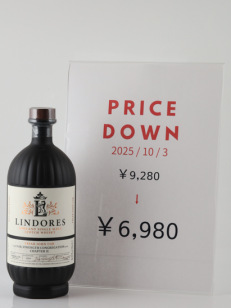 PRICE
DOWN
2025/10/3
￥9,280
↓
￥6,980
LINDORES